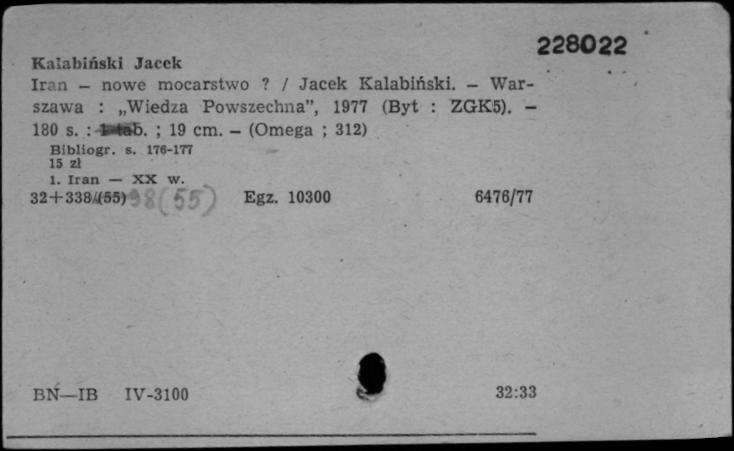 228022
Kalabiński Jacek
Iran — nowe mocarstwo ? / Jacek Kalabiński. — War-
szawa : „Wiedza Powszechna”, 1977 (Byt : ZGK5). —
180 s. : 1 tab. ; 19 cm. — (Omega ; 312)
Bibliogr. s. 176-177
15 zł
1. Iran — XX w.
32+338/(55) 98(55) Egz. 10300 6476/77
BN—IB IV-3100 32:33